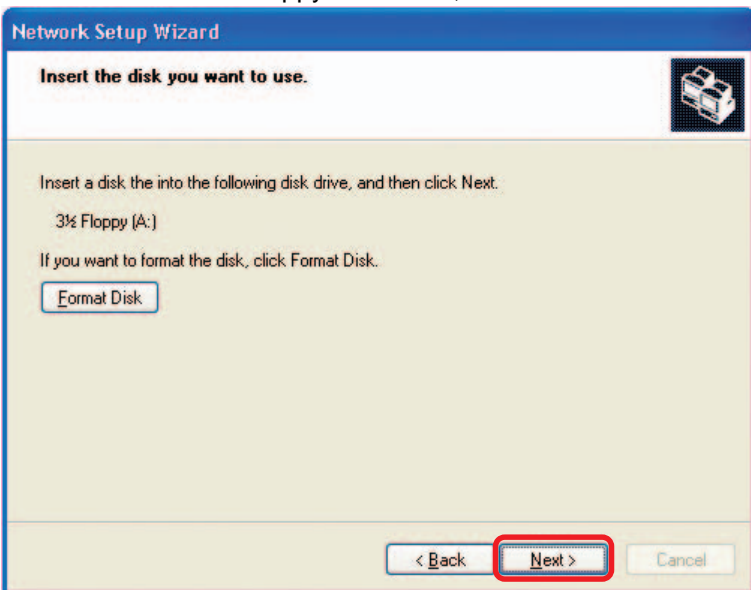 Network Setup Wizard
Insert the disk you want to use.
Insert a disk the into the following disk drive, and then click Next.
3½ Floppy (A:)
If you want to format the disk, click Format Disk.
Format Disk
< Back Next > Cancel